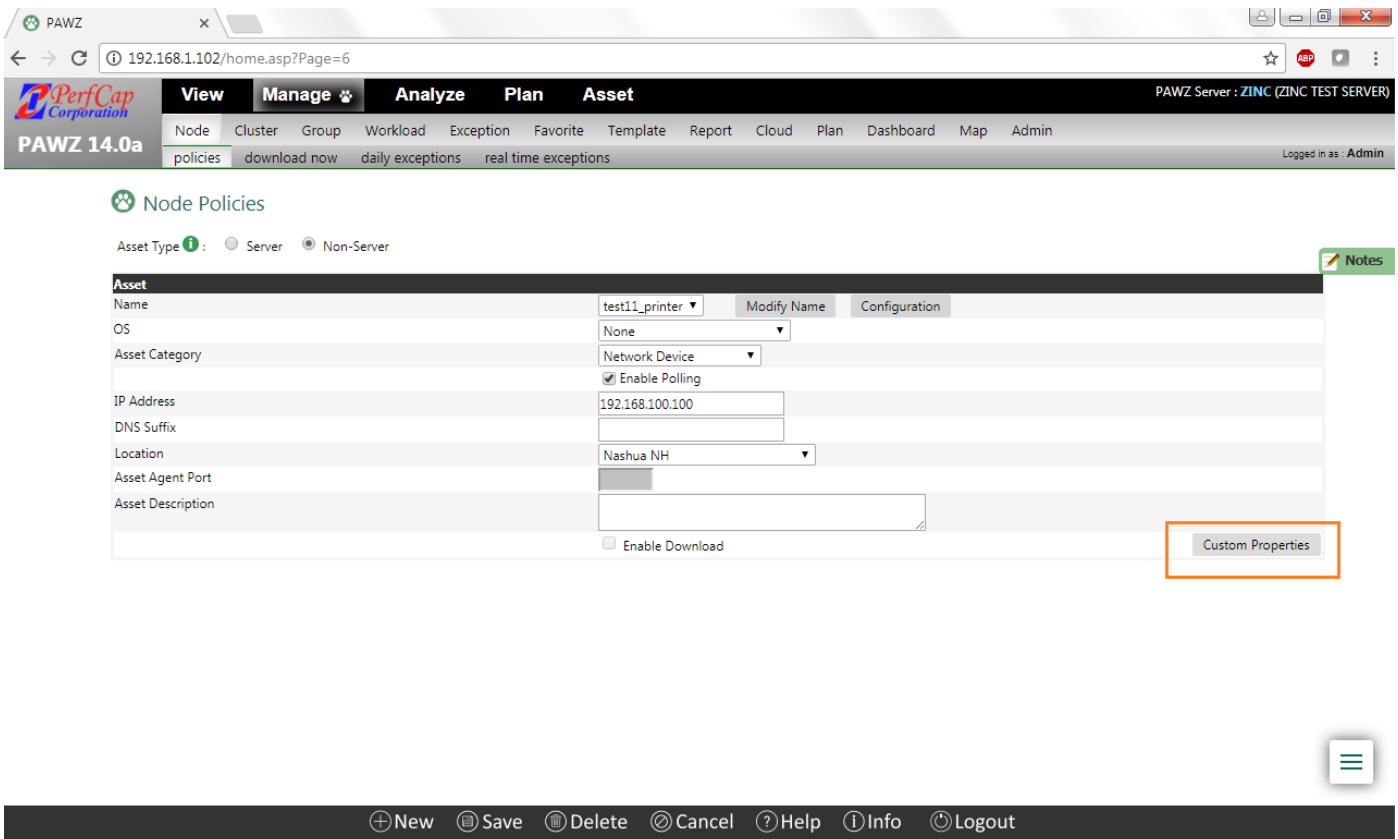 PAWZ
192.168.1.102/home.asp?Page=6
ABP
PerfCap
Corporation
PAWZ 14.0a
View Manage Analyze Plan Asset
PAWZ Server : ZINC (ZINC TEST SERVER)
Node Cluster Group Workload Exception Favorite Template Report Cloud Plan Dashboard Map Admin
policies download now daily exceptions real time exceptions
Logged in as : Admin
Node Policies
Asset Type : Server Non-Server
Notes
Asset
Name test11_printer Modify Name Configuration
OS None
Asset Category Network Device
Enable Polling
IP Address 192.168.100.100
DNS Suffix
Location Nashua NH
Asset Agent Port
Asset Description
Enable Download Custom Properties
New Save Delete Cancel Help Info Logout